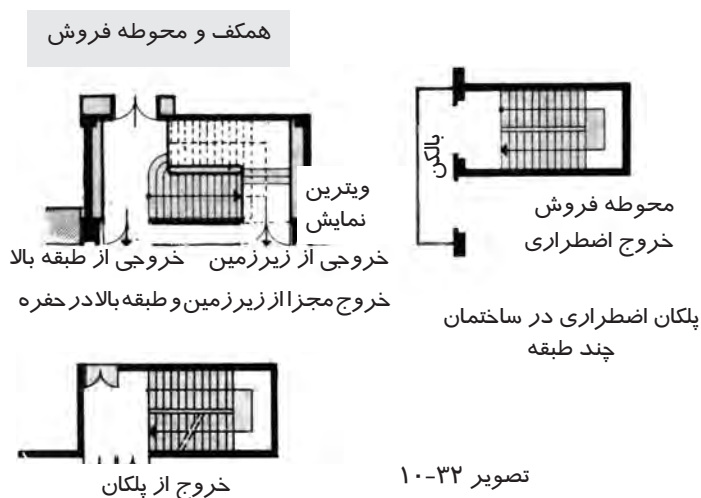 همکف و محوطه فروش
بالکن
ویترین
نمایش
محوطه فروش
خروج اضطراری
خروجی از زیرزمین خروجی از طبقه بالا
خروج مجزا از زیرزمین و طبقه بالا در حفره
پلکان اضطراری در ساختمان
چند طبقه
خروج از پلکان
تصویر ۳۲-۱۰